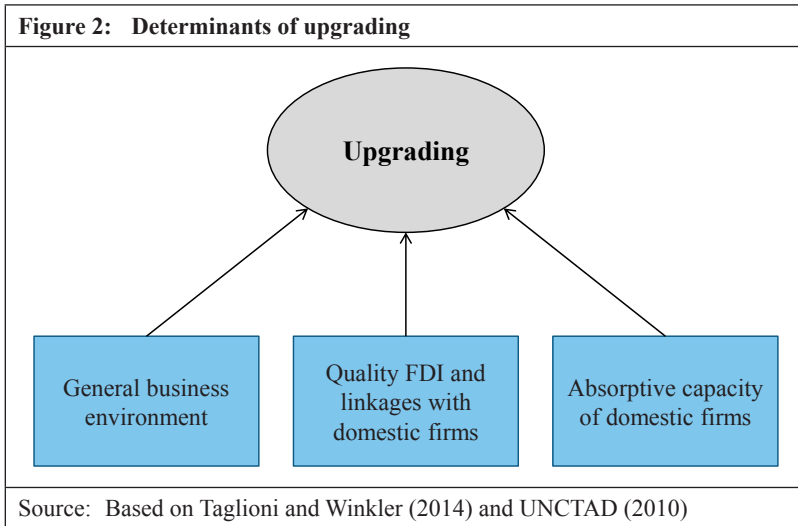 Figure 2: Determinants of upgrading
Upgrading
General business
environment
Quality FDI and
linkages with
domestic firms
Absorptive capacity
of domestic firms
Source: Based on Taglioni and Winkler (2014) and UNCTAD (2010)